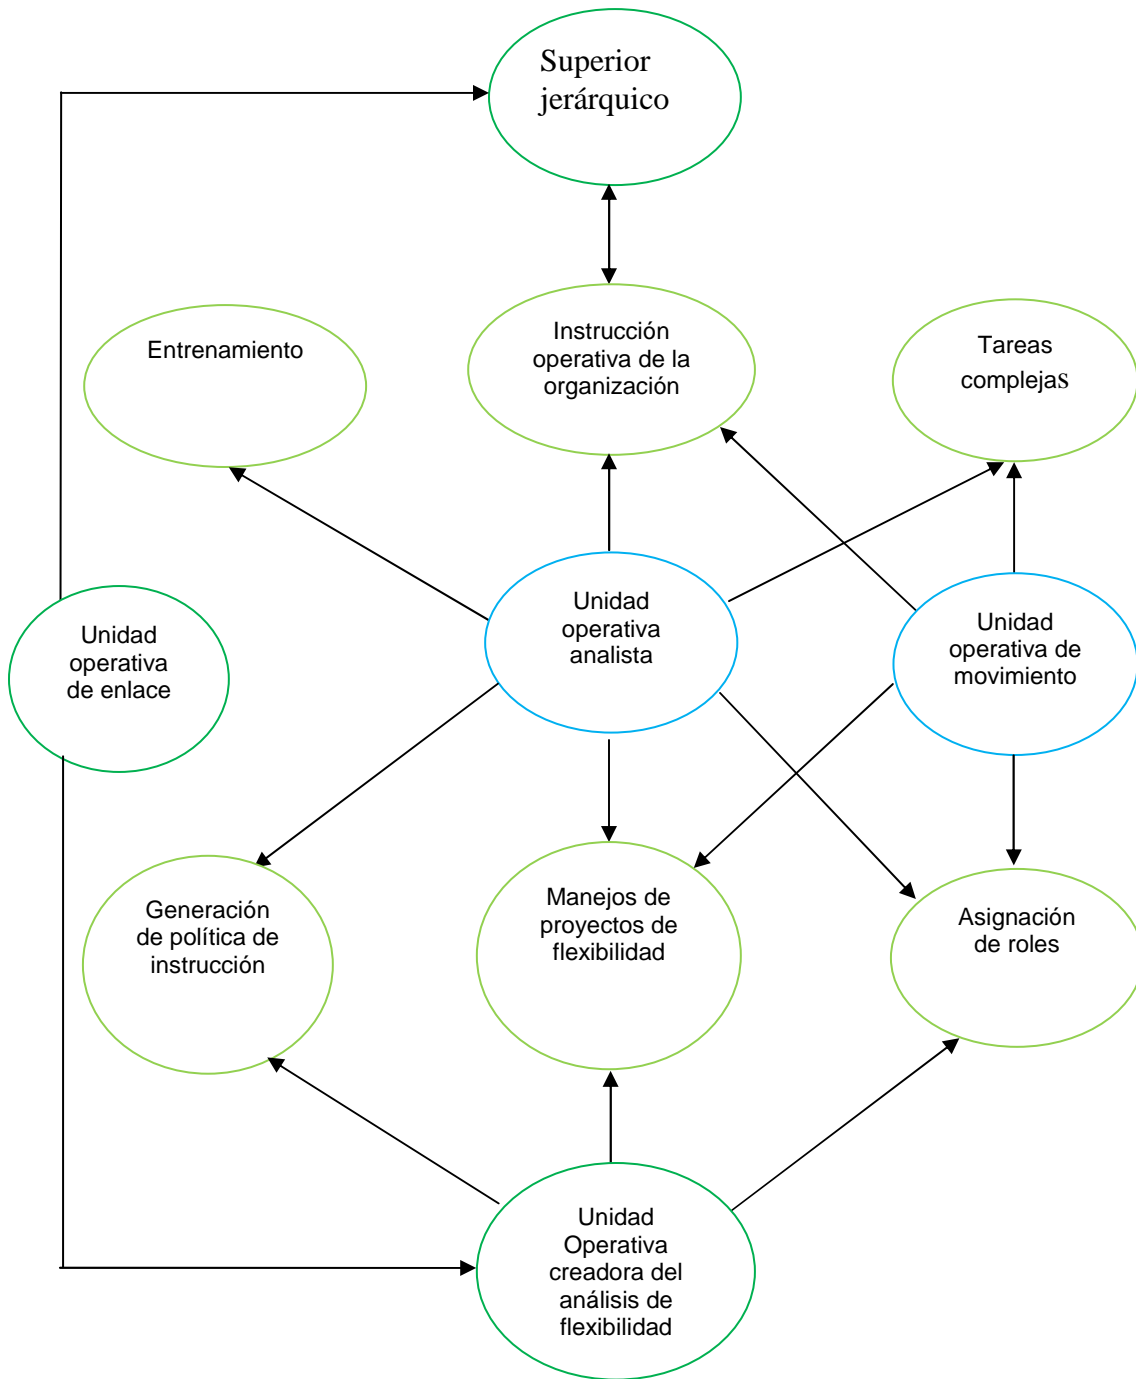 Superior
jerárquico
Entrenamiento
Instrucción
operativa de la
organización
Tareas
complejas
Unidad
operativa
de enlace
Unidad
operativa
analista
Unidad
operativa de
movimiento
Generación
de política de
instrucción
Manejos de
proyectos de
flexibilidad
Asignación
de roles
Unidad
Operativa
creadora del
análisis de
flexibilidad